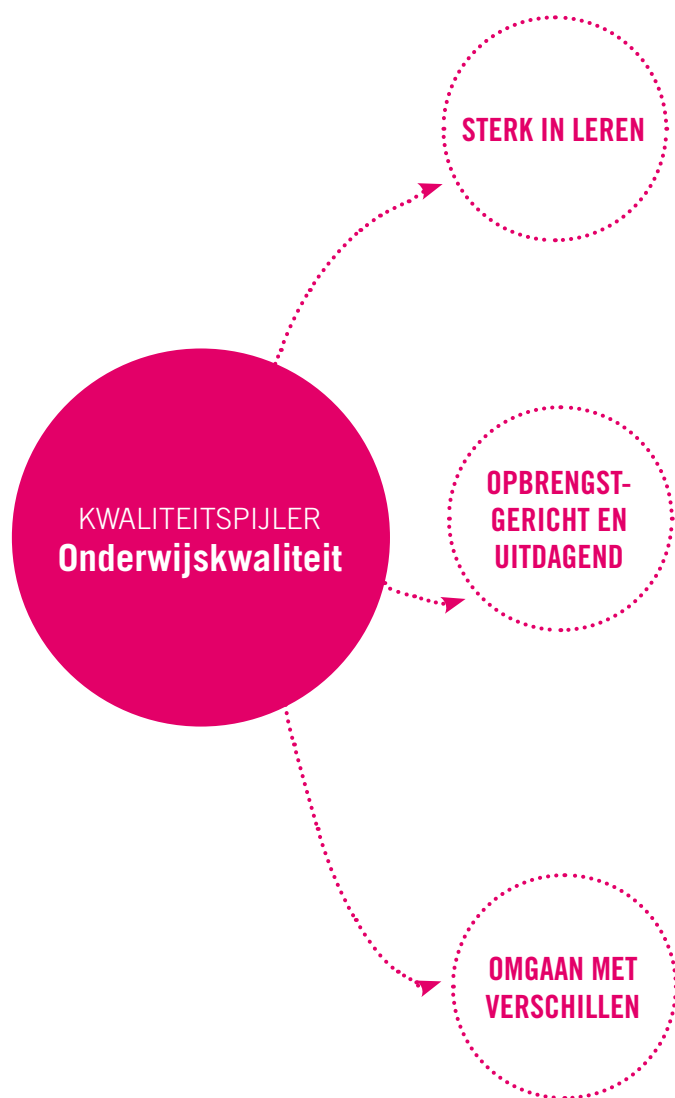 STERK IN LEREN
KWALITEITSPIJLER
Onderwijskwaliteit
OPBRENGST-
GERICHT EN
UITDAGEND
OMGAAN MET
VERSCHILLEN